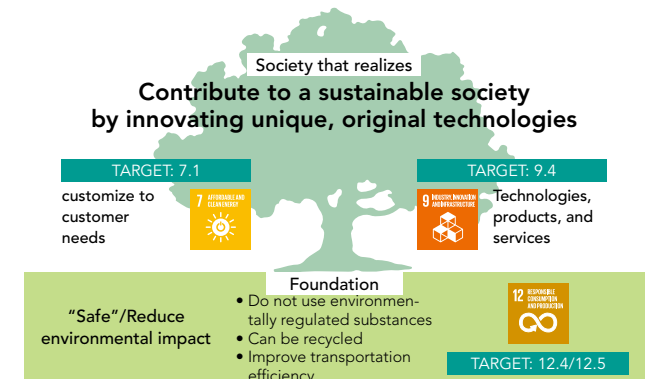 Society that realizes
Contribute to a sustainable society
by innovating unique, original technologies
TARGET: 7.1
customize to
customer
needs
7 AFFORDABLE AND
CLEAN ENERGY
TARGET: 9.4
9 INDUSTRY, INNOVATION
AND INFRASTRUCTURE
Technologies,
products, and
services
Foundation
“Safe”/Reduce
environmental impact
• Do not use environmen-
tally regulated substances
• Can be recycled
• Improve transportation
efficiency
12 RESPONSIBLE
CONSUMPTION
AND PRODUCTION
TARGET: 12.4/12.5